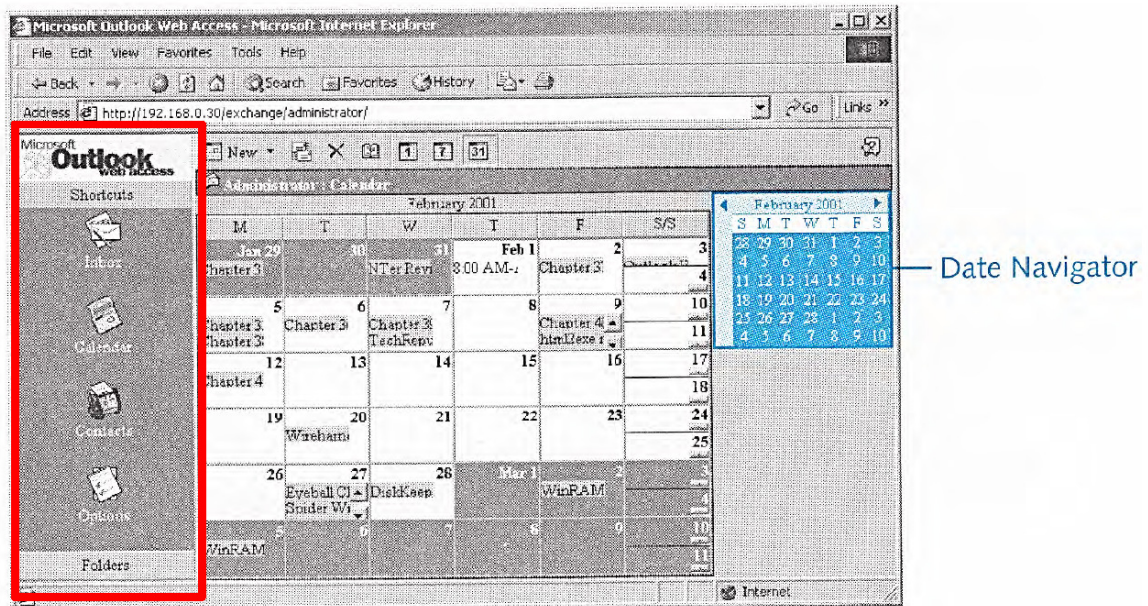 Microsoft Outlook Web Access - Microsoft Internet Explorer
File Edit View Favorites Tools Help
Back Search Favorites History
Address http://192.168.0.30/exchange/administrator/ Go Links »
Microsoft
Outlook
web access
New 1 7 31
Shortcuts
Administrator : Calendar
February 2001
M T W T F S/S
Jan 29 30 31 Feb 1 2 3
Chapter 3 NTer Revi 8:00 AM- Chapter 3
4
Inbox
5 6 7 8 9 10
Chapter 3 Chapter 3 Chapter 3 Chapter 4
Chapter 3 TechRepu
11
Calendar
12 13 14 15 16 17
Chapter 4
18
Contacts
19 20 21 22 23 24
25
26 27 28 Mar 1 2 3
Eyeball Cl DiskKeep WinRAM
Spider Wi
4
Options
5 6 7 8 9 10
WinRAM
11
Folders
February 2001
S M T W T F S
28 29 30 31 1 2 3
4 5 6 7 8 9 10
11 12 13 14 15 16 17
18 19 20 21 22 23 24
25 26 27 28 1 2 3
4 5 6 7 8 9 10
Date Navigator
Internet